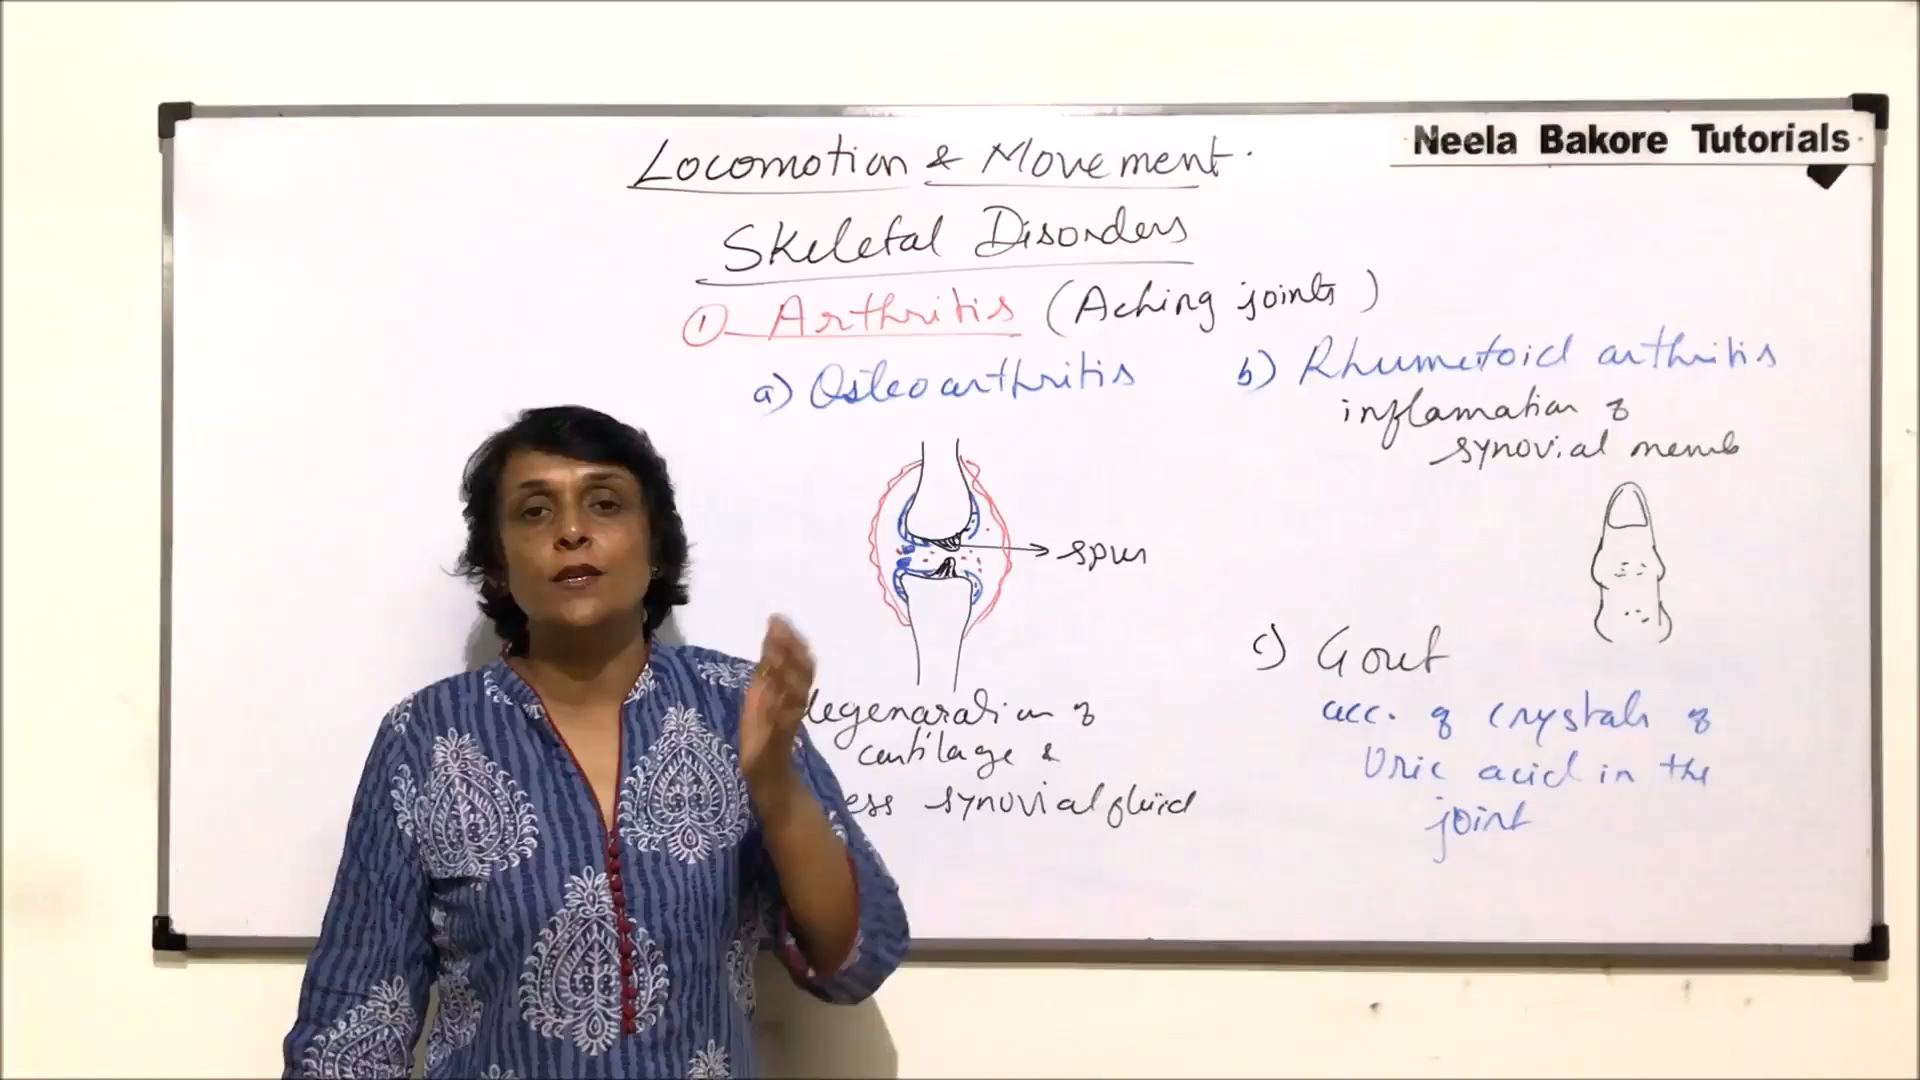 Neela Bakore Tutorials
Locomotion & Movement.
Skeletal Disorders
① Arthritis (Aching joints)
a) Osteoarthritis
b) Rhumetoid arthritis
inflamation of
synovial memb
spur
degenaration of
cartilage &
ess synovial fluid
c) Gout
acc. of crystals of
Uric acid in the
joint